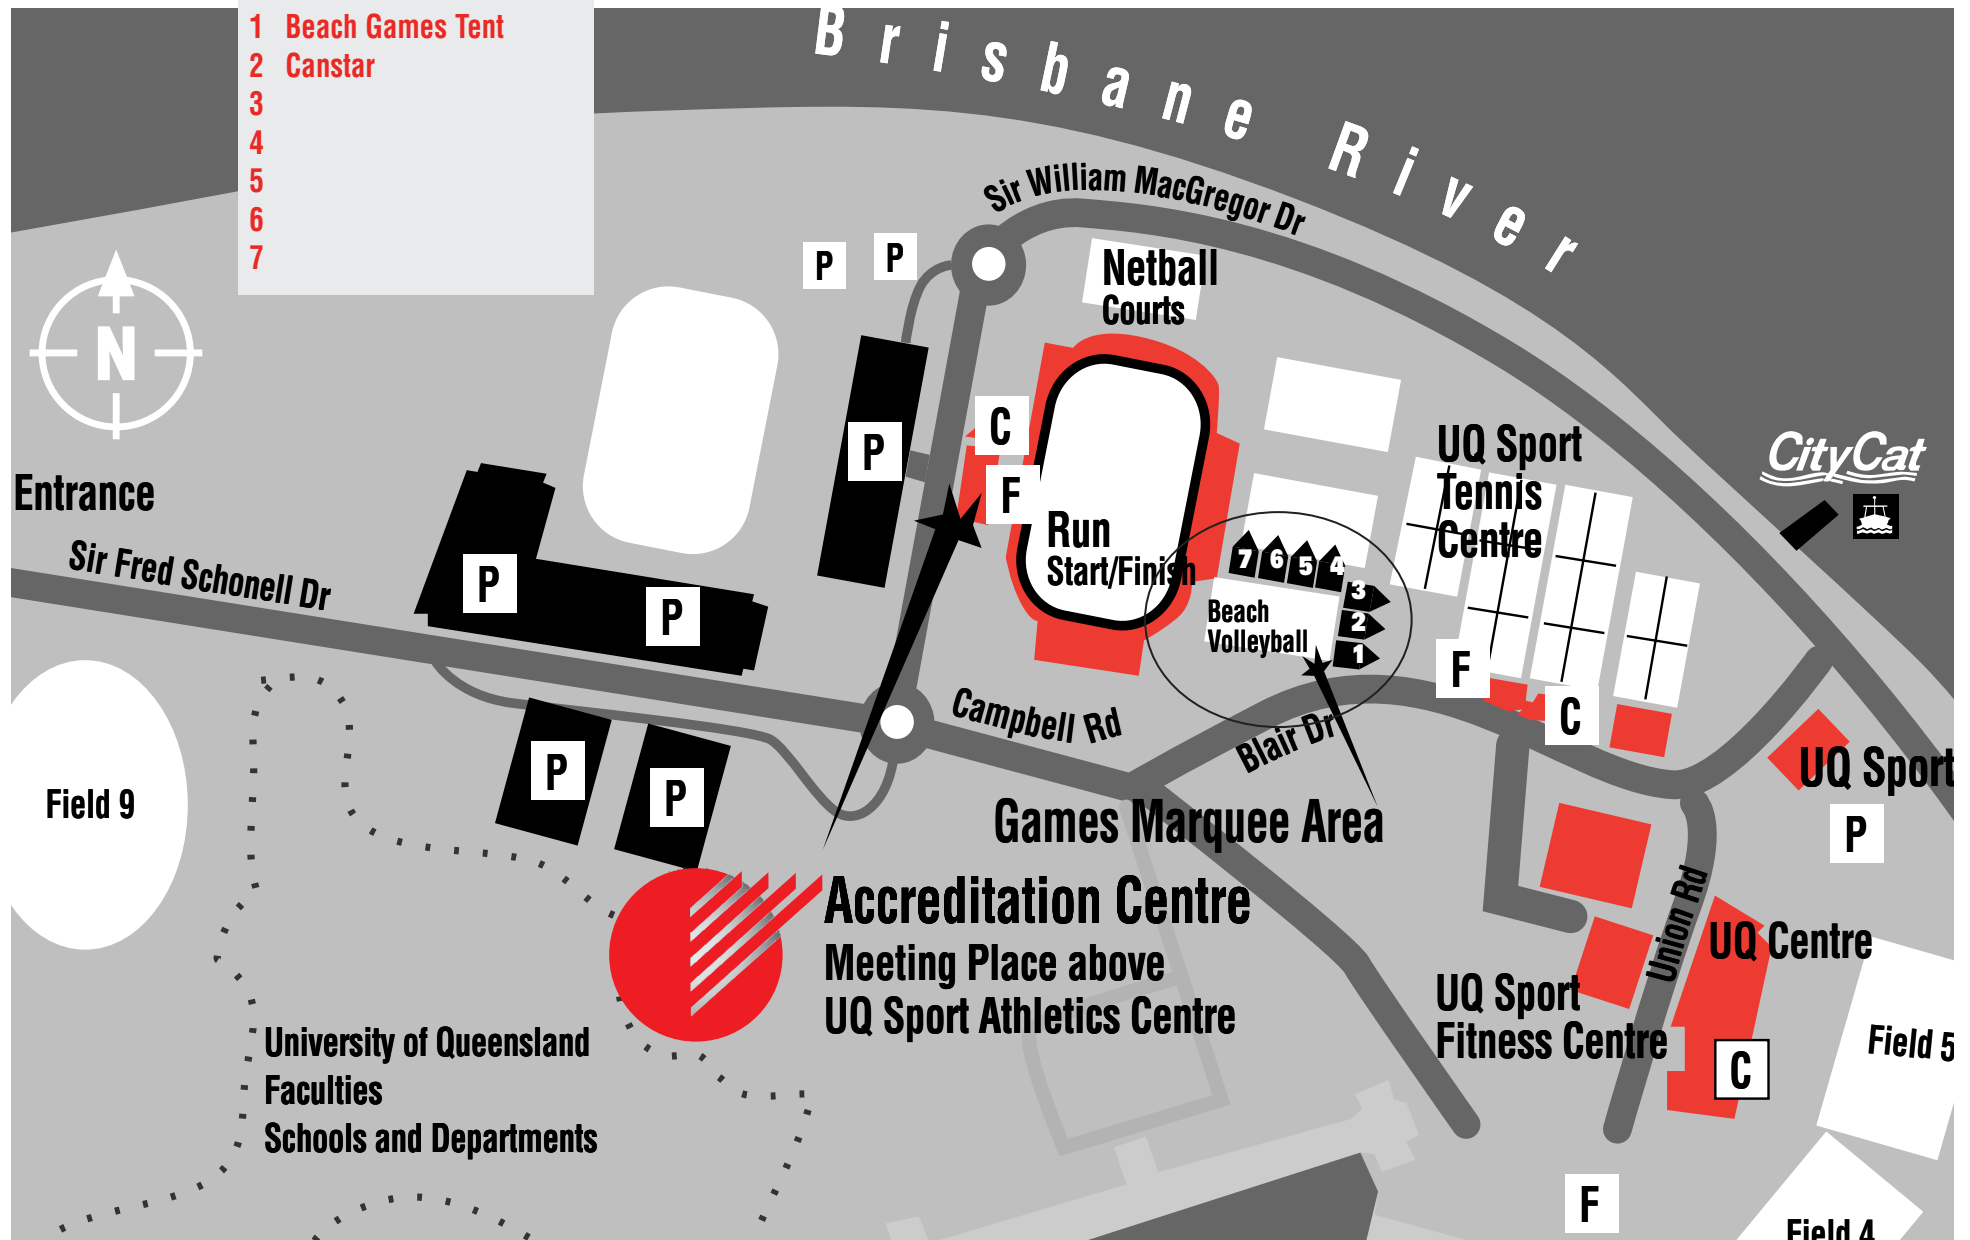 1 Beach Games Tent
2 Canstar
3
4
5
6
7
Brisbane River
Sir William MacGregor Dr
P
P
Netball
Courts
N
C
P
F
UQ Sport
Tennis
Centre
CityCat
Entrance
Run
Start/Finish
7
6
5
4
3
2
1
Beach
Volleyball
Sir Fred Schonell Dr
P
P
F
C
Campbell Rd
Blair Dr
UQ Sport
P
P
P
Field 9
Games Marquee Area
Accreditation Centre
Meeting Place above
UQ Sport Athletics Centre
Union Rd
UQ Centre
UQ Sport
Fitness Centre
Field 5
C
University of Queensland
Faculties
Schools and Departments
F
Field 4